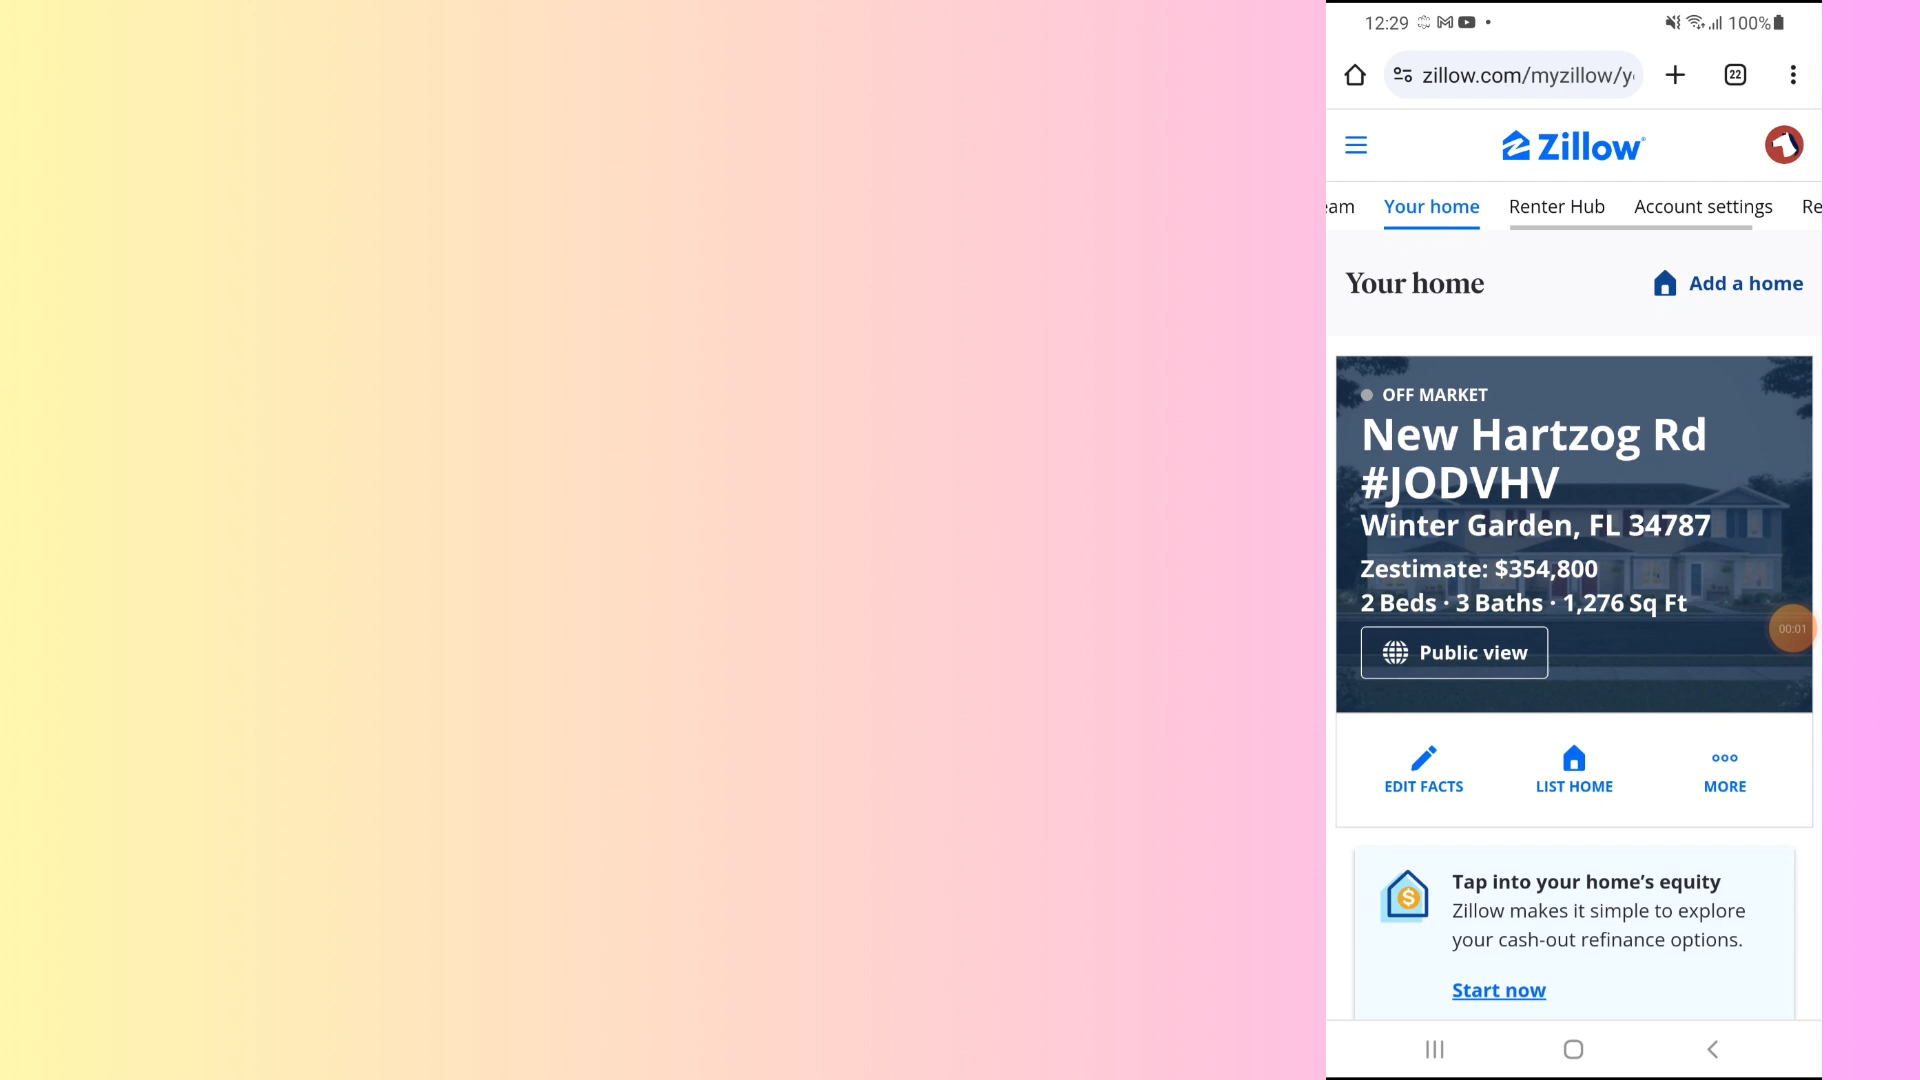 12:29
100%
zillow.com/myzillow/y
22
Zillow
am Your home Renter Hub Account settings Re
Your home
Add a home
OFF MARKET
New Hartzog Rd
#JODVHV
Winter Garden, FL 34787
Zestimate: $354,800
2 Beds · 3 Baths · 1,276 Sq Ft
00:01
Public view
EDIT FACTS
LIST HOME
MORE
Tap into your home’s equity
Zillow makes it simple to explore
your cash-out refinance options.
Start now